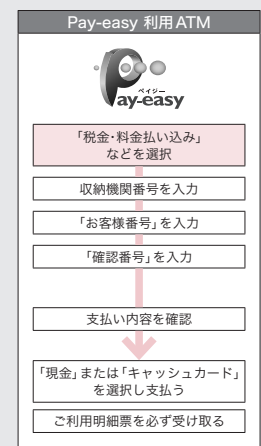 Pay-easy 利用ATM
ペイジー
Pay-easy
「税金・料金払い込み」
などを選択
収納機関番号を入力
「お客様番号」を入力
「確認番号」を入力
支払い内容を確認
「現金」または「キャッシュカード」
を選択し支払う
ご利用明細票を必ず受け取る